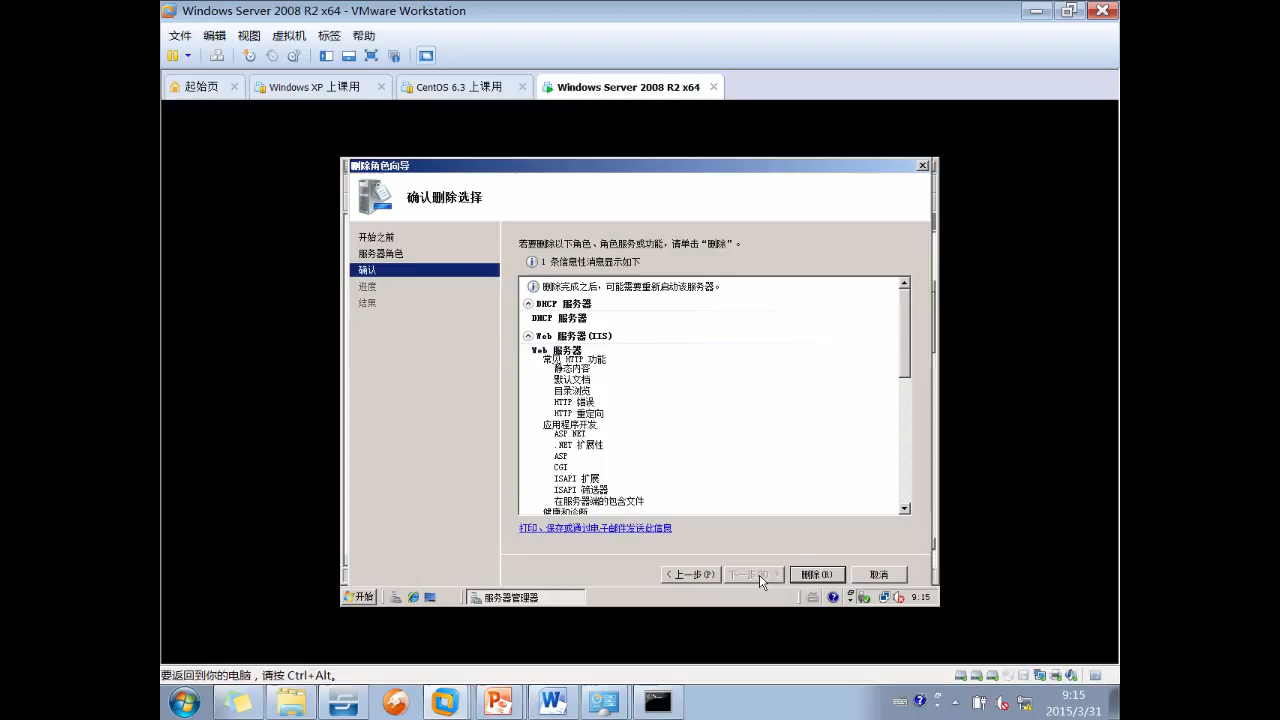 Windows Server 2008 R2 x64 - VMware Workstation
文件 编辑 视图 虚拟机 标签 帮助
起始页 Windows XP 上课用 CentOS 6.3 上课用 Windows Server 2008 R2 x64
删除角色向导
确认删除选择
开始之前
服务器角色
确认
进度
结果
若要删除以下角色、角色服务或功能，请单击“删除”。
1 条信息性消息显示如下
删除完成之后，可能需要重新启动该服务器。
DHCP 服务器
DHCP 服务器
Web 服务器(IIS)
Web 服务器
常见 HTTP 功能
静态内容
默认文档
目录浏览
HTTP 错误
HTTP 重定向
应用程序开发
ASP.NET
.NET 扩展性
ASP
CGI
ISAPI 扩展
ISAPI 筛选器
在服务器端的包含文件
健康和诊断
打印、保存或通过电子邮件发送此信息
< 上一步(P) 下一步(N) > 删除(R) 取消
开始 服务器管理器 9:15
要返回到你的电脑，请按 Ctrl+Alt。
9:15
2015/3/31